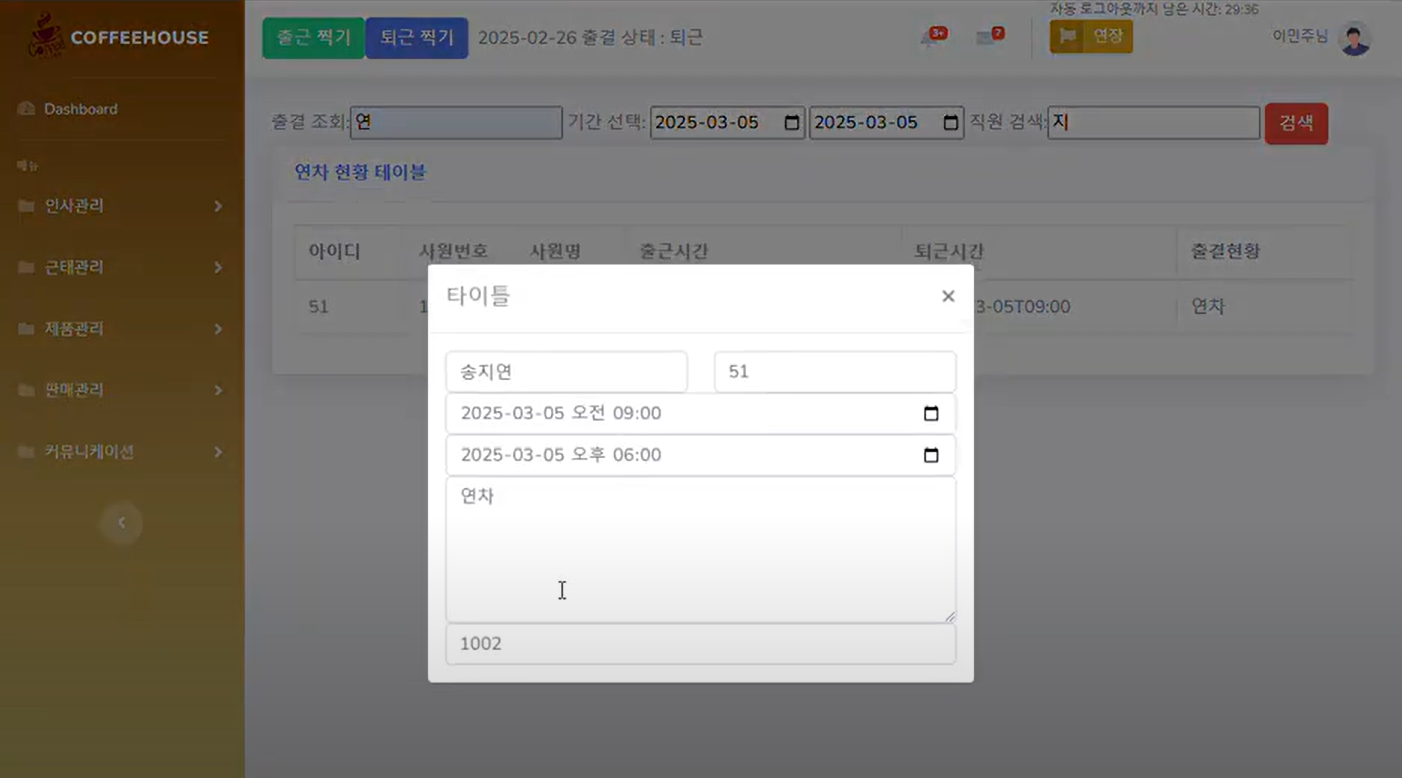 COFFEEHOUSE
Dashboard
메뉴
인사관리
근태관리
제품관리
판매관리
커뮤니케이션
출근 찍기
퇴근 찍기
2025-02-26 출결 상태 : 퇴근
3+
7
자동 로그아웃까지 남은 시간: 29:36
연장
이민주님
출결 조회: 연 기간 선택: 2025-03-05 2025-03-05 직원 검색: 지 검색
연차 현황 테이블
아이디 사원번호 사원명 출근시간 퇴근시간 출결현황
51 1 3-05T09:00 연차
타이틀 ×
송지연 51
2025-03-05 오전 09:00
2025-03-05 오후 06:00
연차
1002